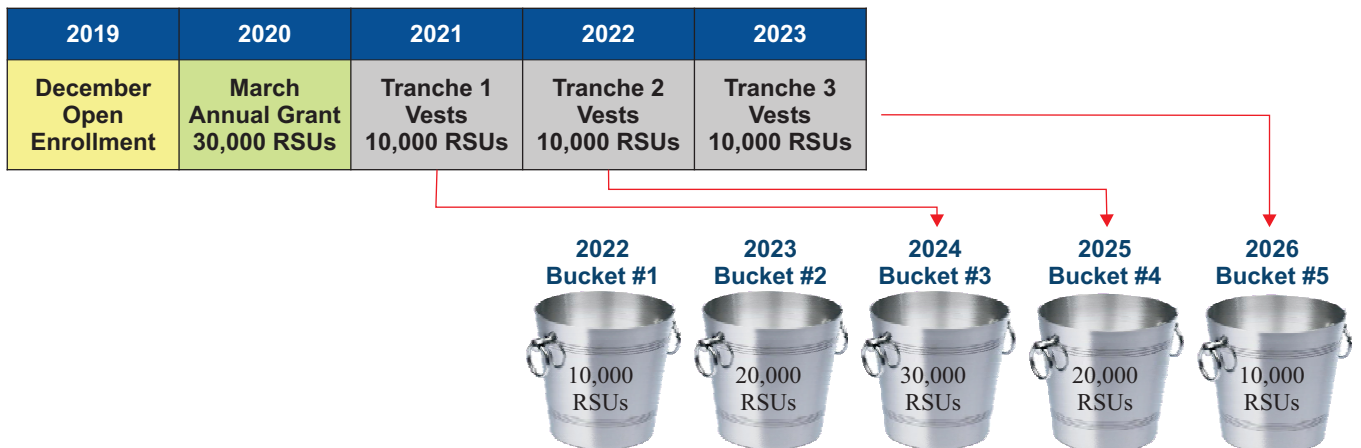 2019 2020 2021 2022 2023
December March Tranche 1 Tranche 2 Tranche 3
Open Annual Grant Vests Vests Vests
Enrollment 30,000 RSUs 10,000 RSUs 10,000 RSUs 10,000 RSUs
2022 2023 2024 2025 2026
Bucket #1 Bucket #2 Bucket #3 Bucket #4 Bucket #5
10,000 20,000 30,000 20,000 10,000
RSUs RSUs RSUs RSUs RSUs